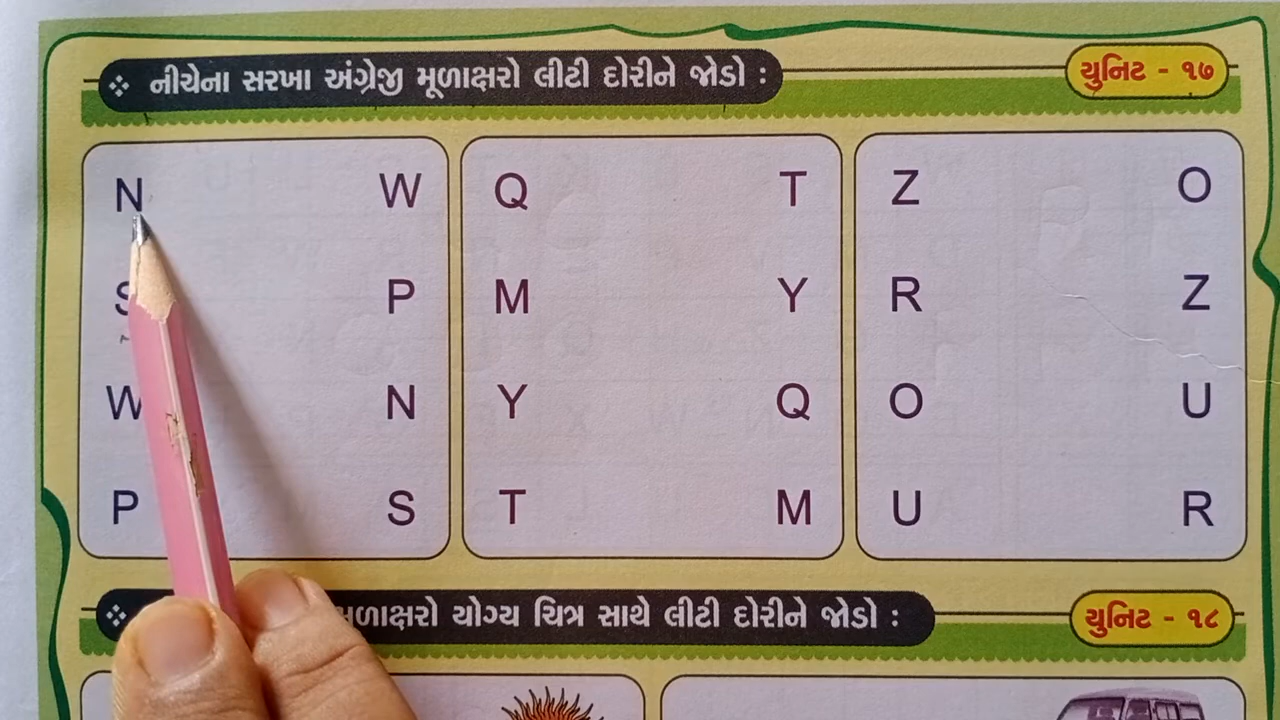 નીચેના સરખા અંગ્રેજી મૂળાક્ષરો લીટી દોરીને જોડો :
યુનિટ - ૧૭
N W Q T Z O
S P M Y R Z
W N Y Q O U
P S T M U R
મૂળાક્ષરો યોગ્ય ચિત્ર સાથે લીટી દોરીને જોડો :
યુનિટ - ૧૮